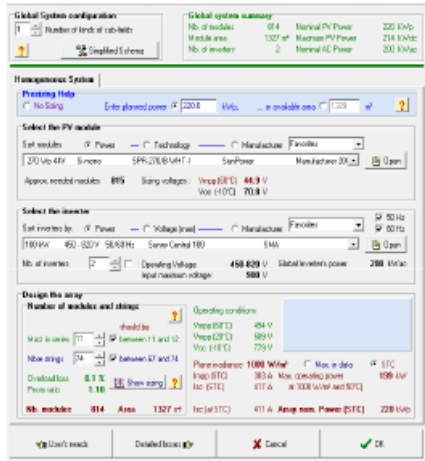 Global System configuration
1 Number of kinds of sub-fields
? Simplified Schema
Global system summary
Nb. of modules 814 Nominal PV Power 220 kWp
Module area 1327 m² Maximum PV Power 214 kWdc
Nb. of inverters 2 Nominal AC Power 200 kWac
Homogeneous System
Presizing Help
No Sizing Enter planned power 220.0 kWp, ... or available area 1329 m² ?
Select the PV module
Sort modules Power Technology Manufacturer Favorites
270 Wp 44V Si-mono SPR-270/B-WHT-I SunPower Manufacturer 201 Open
Approx. needed modules 815 Sizing voltages : Vmpp (60°C) 44.9 V
Voc (-10°C) 70.8 V
Select the inverter
50 Hz
Sort inverters by: Power Voltage (max) Manufacturer Favorites 60 Hz
100 kW 450 - 820 V 50/60 Hz Sunny Central 100 SMA Open
Nb. of inverters 2 Operating Voltage 450-820 V Global Inverter's power 200 kWac
Input maximum voltage: V
Design the array
Number of modules and strings
should be ?
Mod. in series 11 between 11 and 12
Nbre strings 74 between 67 and 74
Overload loss 0.1 %
Pnom ratio 1.10 Show sizing ?
Nb. modules 814 Area 1327 m²
Operating conditions
Vmpp (60°C) 494 V
Vmpp (20°C) V
Voc (-10°C) 779 V
Plane irradiance 1000 W/m² Max. in data STC
Impp (STC) A Max. operating power kW
Isc (STC) A at 1000 W/m² and 50°C)
Isc (at STC) 411 A Array nom. Power (STC) 220 kWp
User's needs Detailed losses Cancel OK